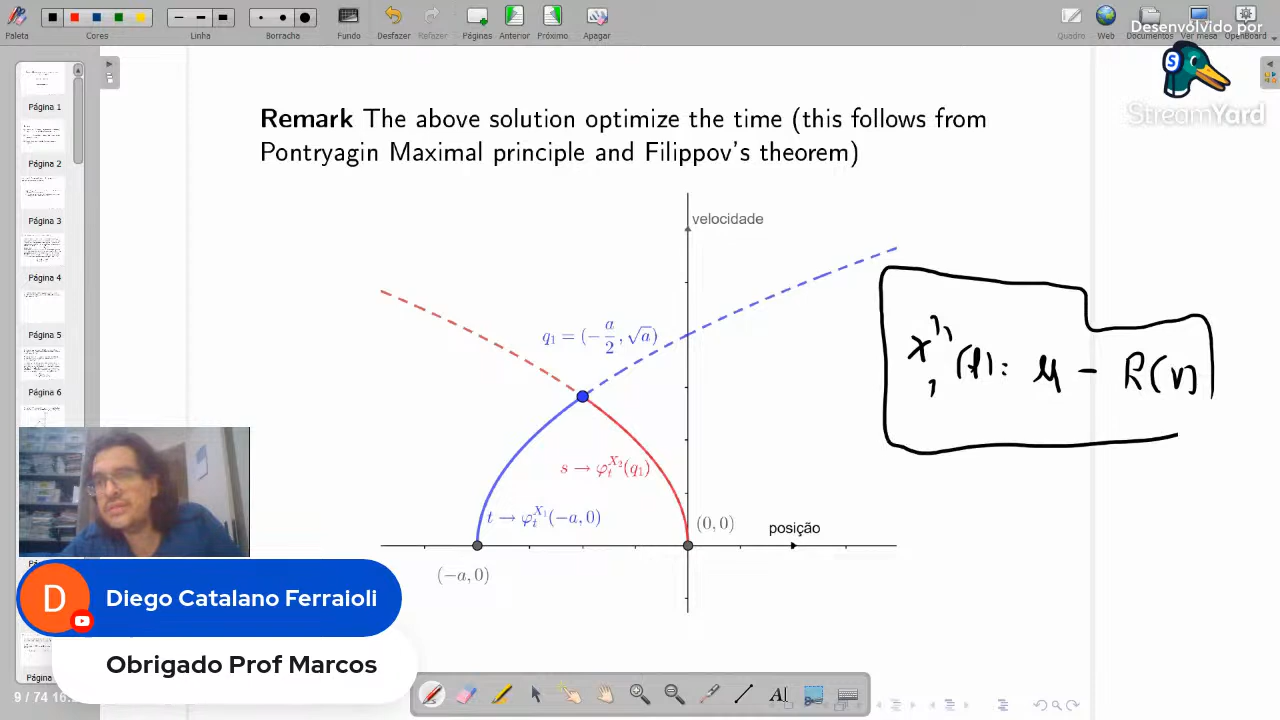 Paleta
Cores
Linha
Borracha
Fundo
Desfazer
Refazer
Páginas
Anterior
Próximo
Apagar
Quadro
Web
Documentos
Ver mesa
OpenBoard
Desenvolvido por
S
StreamYard
Página 1
Página 2
Página 3
Página 4
Página 5
Página 6
Página
9 / 74
Remark The above solution optimize the time (this follows from
Pontryagin Maximal principle and Filippov's theorem)
velocidade
q₁ = (−a/2, √a)
s → φₜ^X₂(q₁)
t → φₜ^X₁(−a, 0)
(0, 0)
posição
(−a, 0)
− R(v)
D
Diego Catalano Ferraioli
Obrigado Prof Marcos